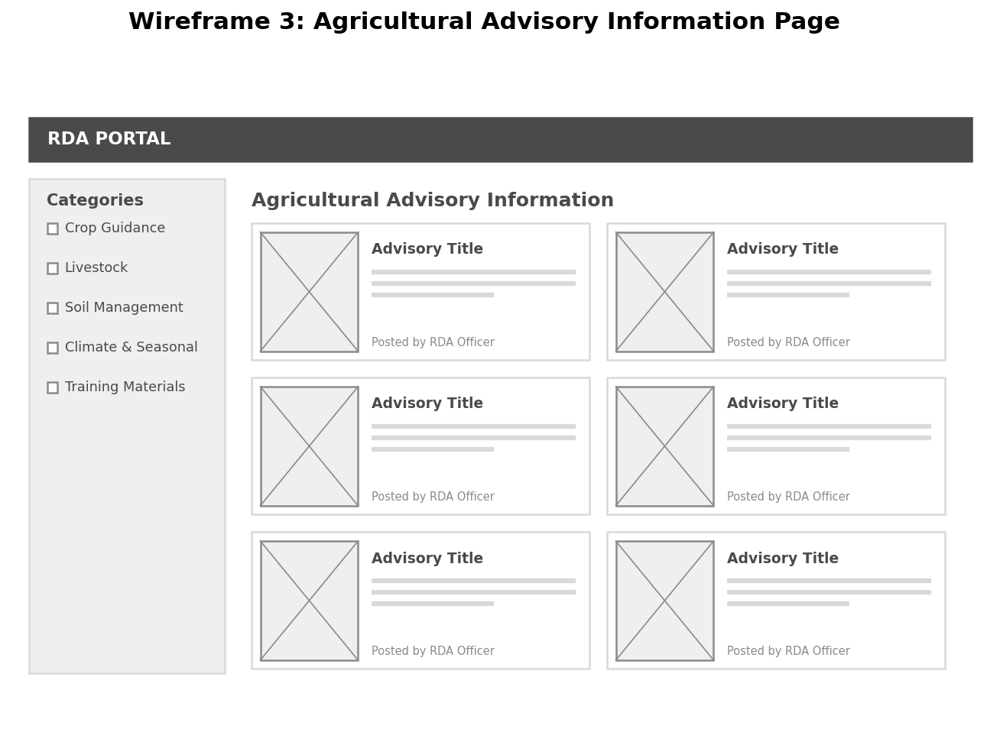 Wireframe 3: Agricultural Advisory Information Page
RDA PORTAL
Categories
Crop Guidance
Livestock
Soil Management
Climate & Seasonal
Training Materials
Agricultural Advisory Information
Advisory Title
Posted by RDA Officer
Advisory Title
Posted by RDA Officer
Advisory Title
Posted by RDA Officer
Advisory Title
Posted by RDA Officer
Advisory Title
Posted by RDA Officer
Advisory Title
Posted by RDA Officer